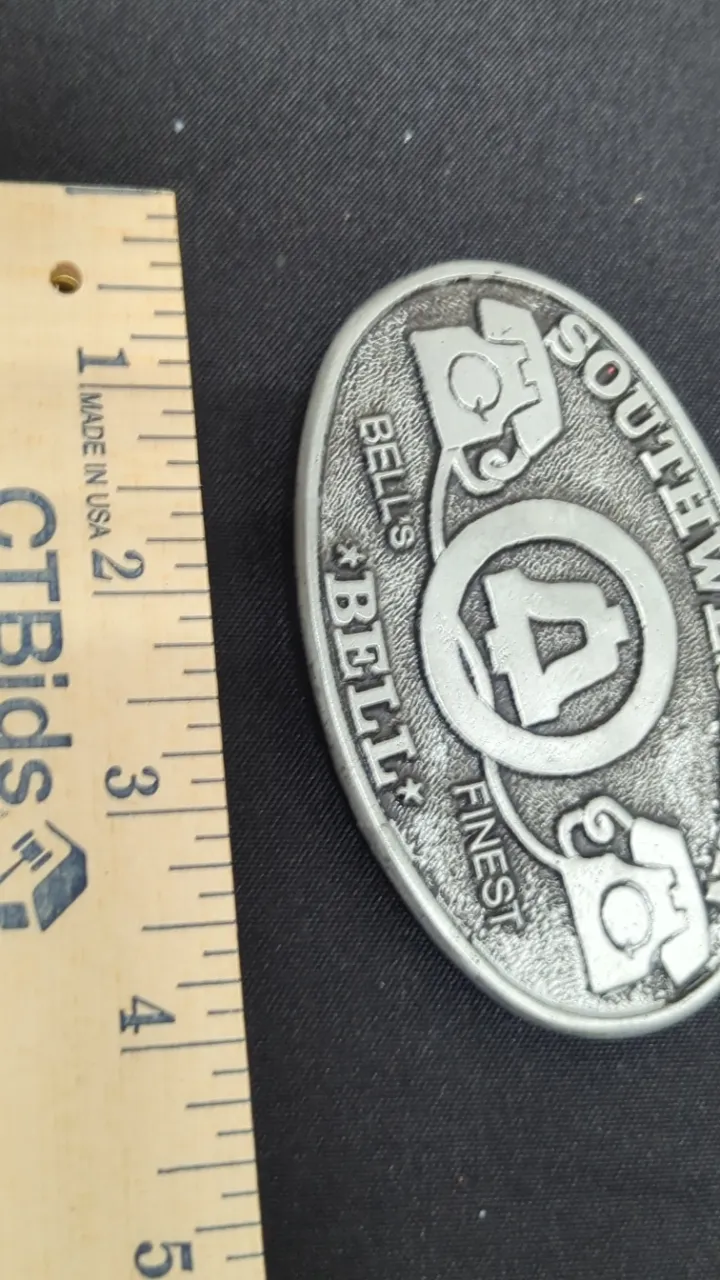 1
MADE IN USA
2
3
4
5
CTBids
SOUTHWE
BELL'S
*BELL*
FINEST